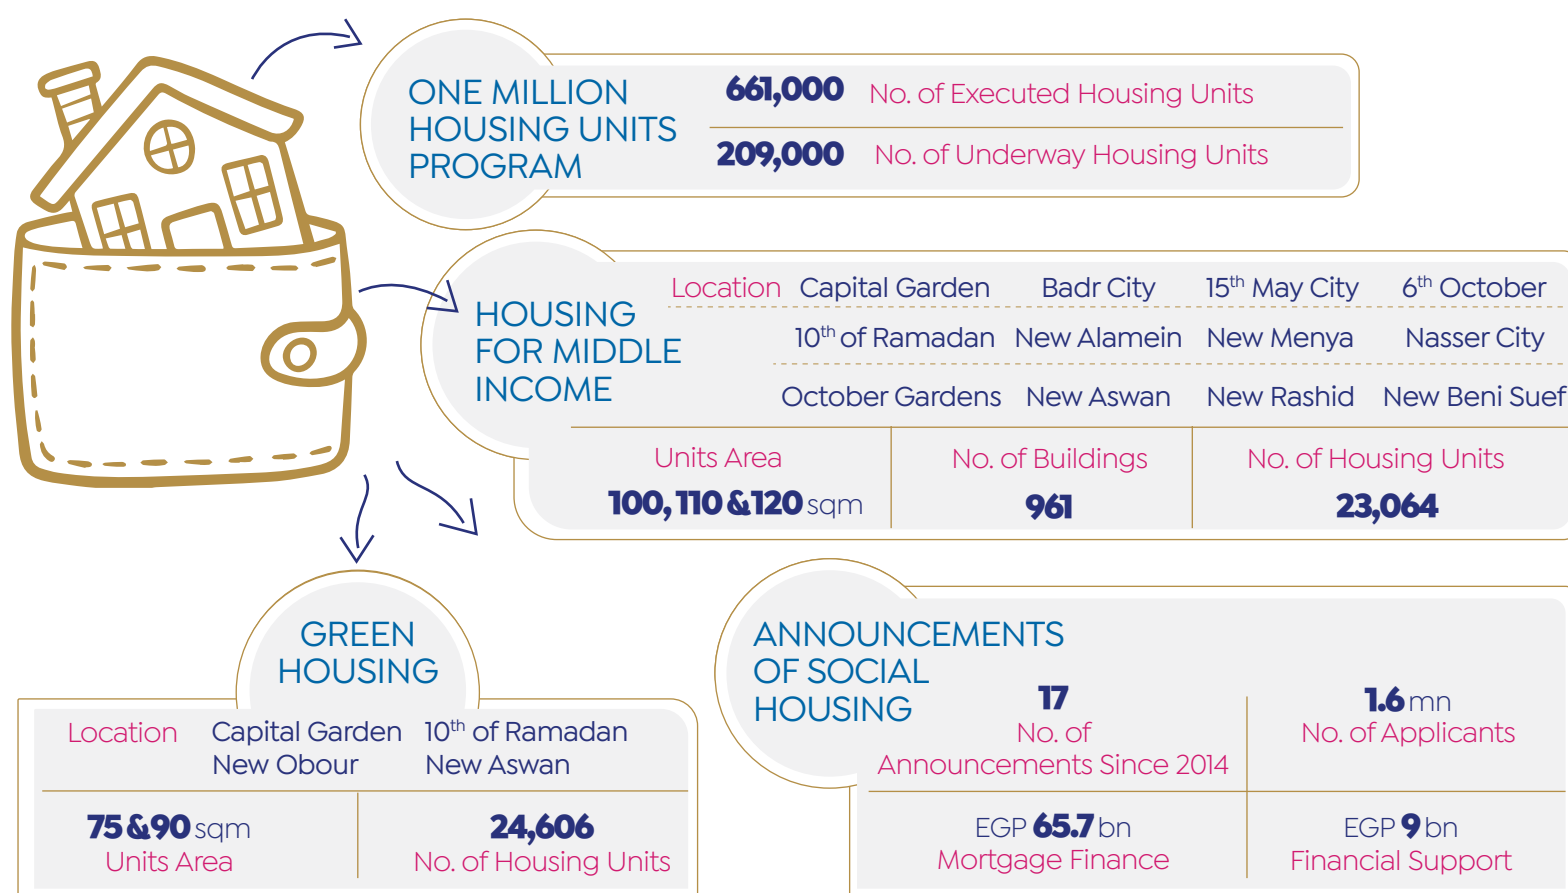 ONE MILLION
HOUSING UNITS
PROGRAM
661,000 No. of Executed Housing Units
209,000 No. of Underway Housing Units
HOUSING
FOR MIDDLE
INCOME
Location Capital Garden Badr City 15th May City 6th October
10th of Ramadan New Alamein New Menya Nasser City
October Gardens New Aswan New Rashid New Beni Suef
Units Area No. of Buildings No. of Housing Units
100, 110 & 120 sqm 961 23,064
GREEN
HOUSING
Location Capital Garden 10th of Ramadan
New Obour New Aswan
75 & 90 sqm 24,606
Units Area No. of Housing Units
ANNOUNCEMENTS
OF SOCIAL
HOUSING
17 1.6 mn
No. of No. of Applicants
Announcements Since 2014
EGP 65.7 bn EGP 9 bn
Mortgage Finance Financial Support